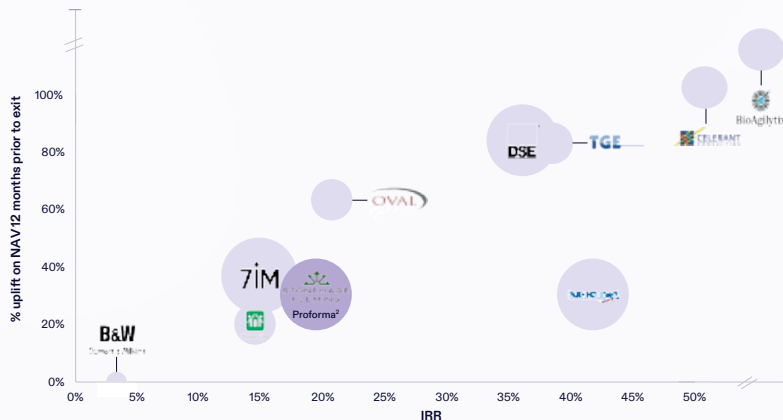 % uplift on NAV 12 months prior to exit
100%
80%
60%
40%
20%
0%
BioAgilytix
CELERANT
DSE
TGE
OVAL
7iM
Proforma²
B&W
0%
5%
10%
15%
20%
25%
30%
35%
40%
45%
50%
IRR